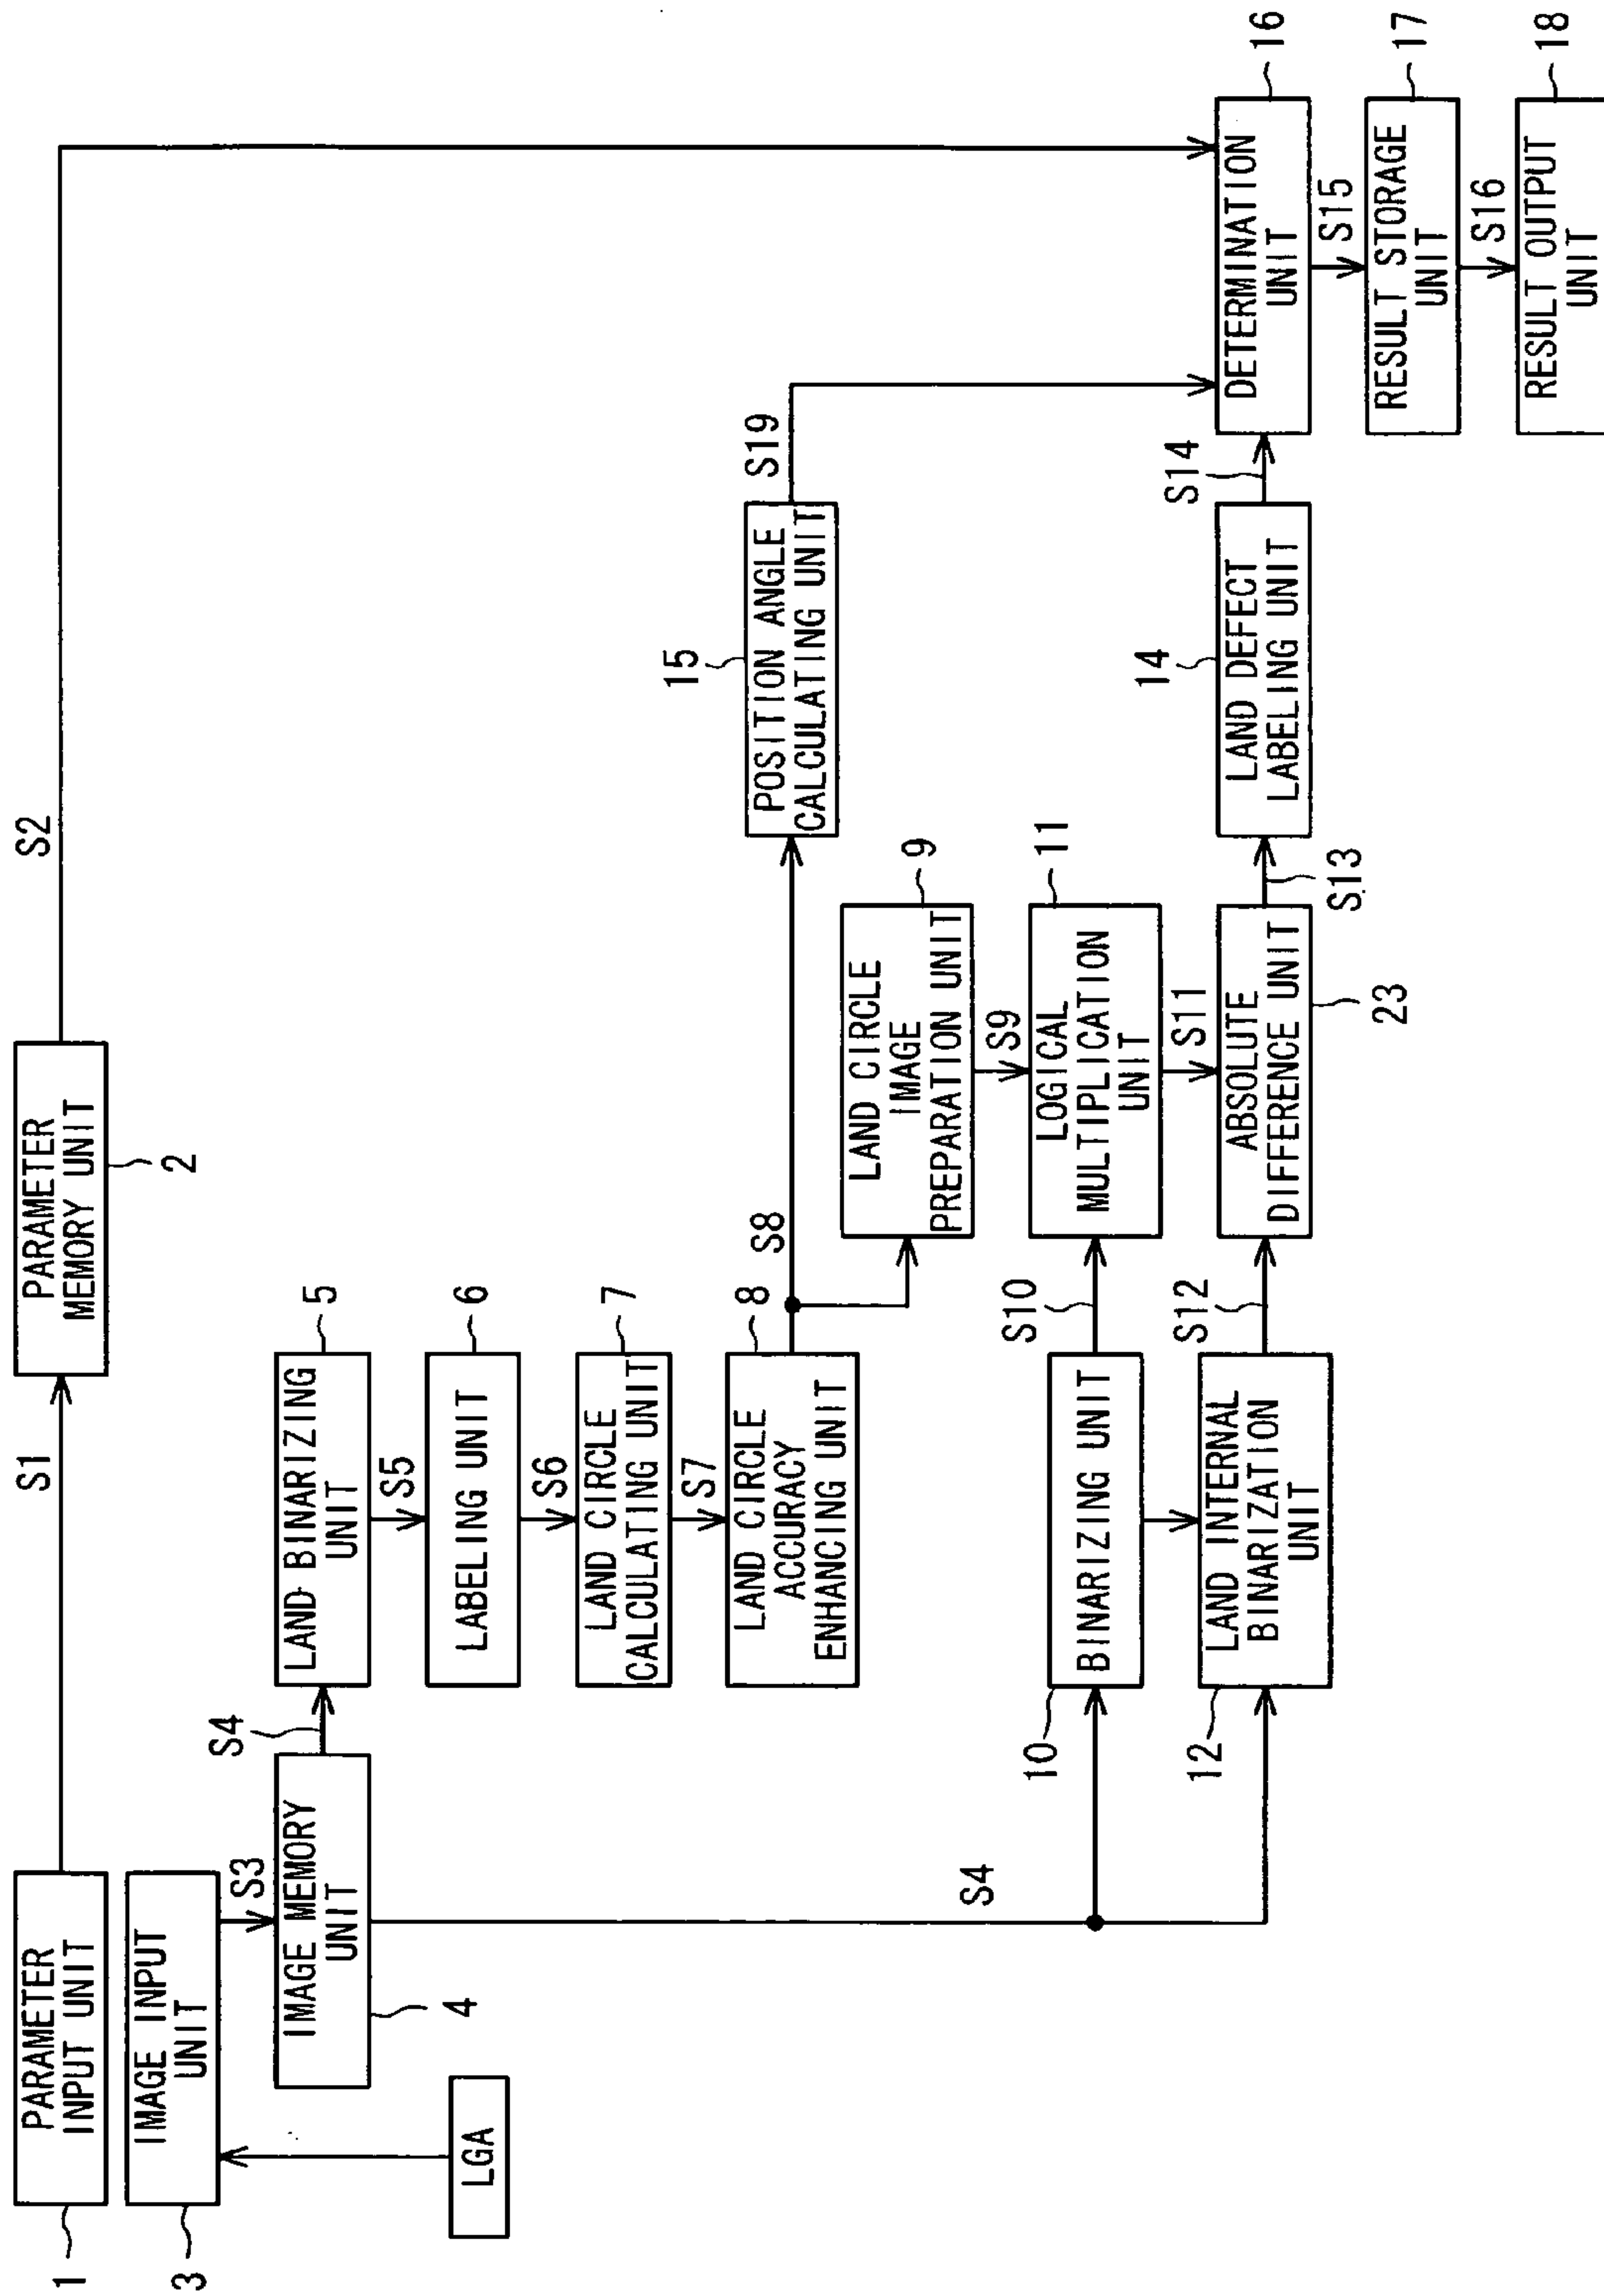 1
PARAMETER
INPUT UNIT
S1
PARAMETER
MEMORY UNIT
2
S2
3
IMAGE INPUT
UNIT
LGA
S3
IMAGE MEMORY
UNIT
4
S4
LAND BINARIZING
UNIT
5
S5
LABELING UNIT
6
S6
LAND CIRCLE
CALCULATING UNIT
7
S7
LAND CIRCLE
ACCURACY
ENHANCING UNIT
8
S8
15
POSITION ANGLE
CALCULATING UNIT
S19
LAND CIRCLE
IMAGE
PREPARATION UNIT
9
S9
S4
10
BINARIZING UNIT
S10
LOGICAL
MULTIPLICATION
UNIT
11
S11
12
LAND INTERNAL
BINARIZATION
UNIT
S12
ABSOLUTE
DIFFERENCE UNIT
23
S13
14
LAND DEFECT
LABELING UNIT
S14
DETERMINATION
UNIT
16
S15
RESULT STORAGE
UNIT
17
S16
RESULT OUTPUT
UNIT
18